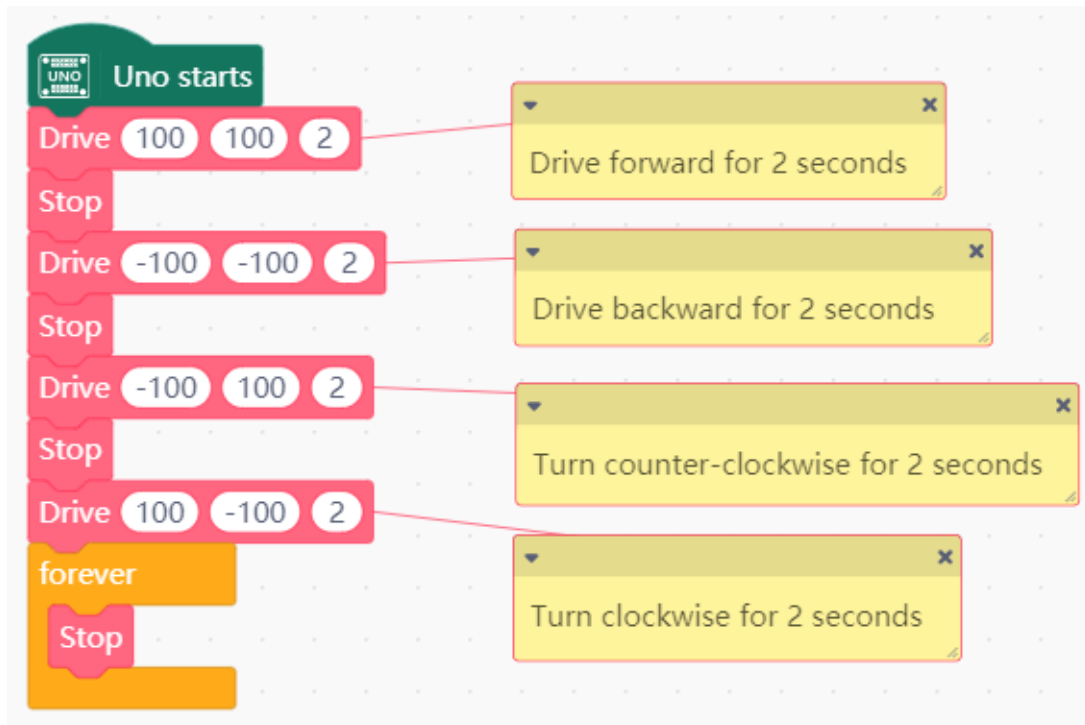 UNO Uno starts
Drive 100 100 2
Drive forward for 2 seconds
Stop
Drive -100 -100 2
Drive backward for 2 seconds
Stop
Drive -100 100 2
Turn counter-clockwise for 2 seconds
Stop
Drive 100 -100 2
Turn clockwise for 2 seconds
forever
Stop